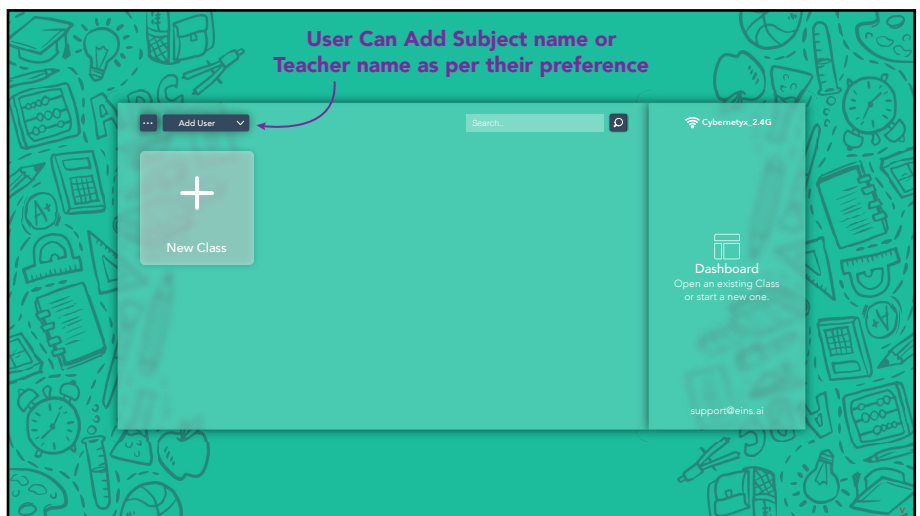 User Can Add Subject name or
Teacher name as per their preference
Add User
Search..
Cybernetyx_2.4G
New Class
Dashboard
Open an existing Class
or start a new one.
support@eins.ai
A+
A+
ABC